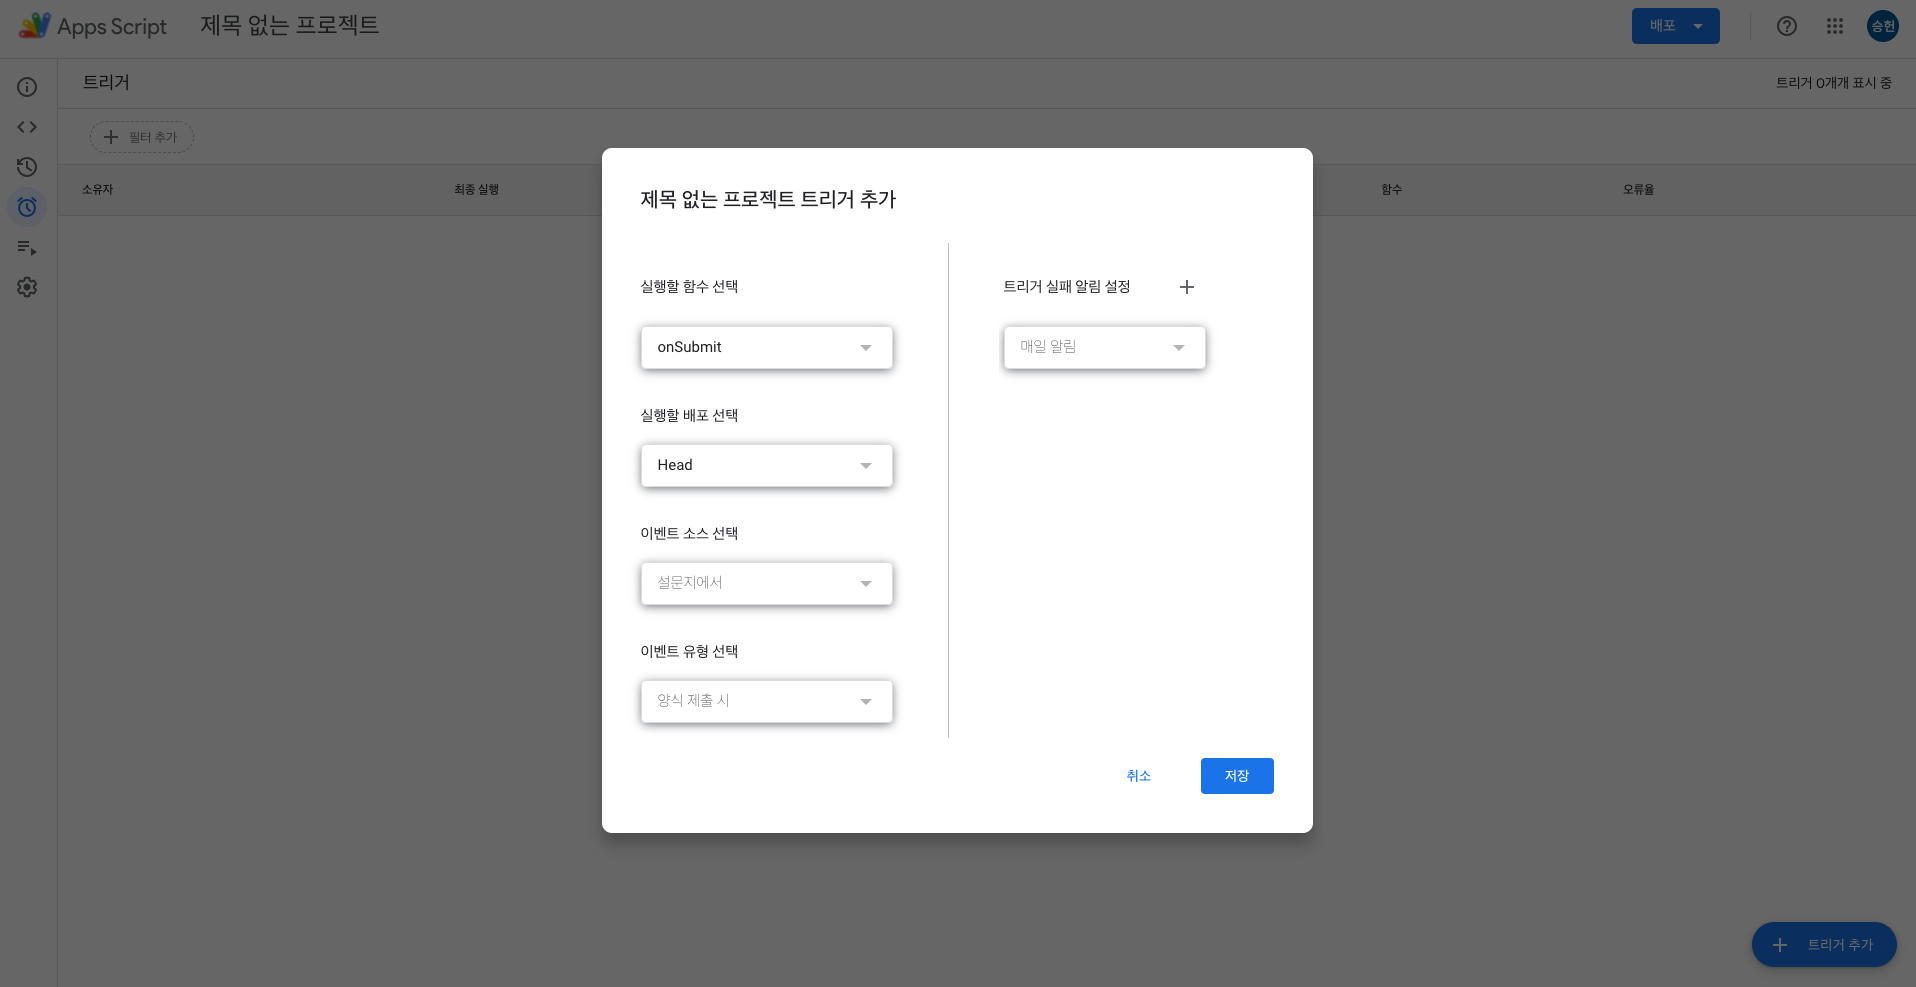 Apps Script
제목 없는 프로젝트
배포
승헌
트리거
트리거 0개개 표시 중
필터 추가
소유자
최종 실행
함수
오류율
제목 없는 프로젝트 트리거 추가
실행할 함수 선택
onSubmit
실행할 배포 선택
Head
이벤트 소스 선택
설문지에서
이벤트 유형 선택
양식 제출 시
트리거 실패 알림 설정
매일 알림
취소
저장
트리거 추가